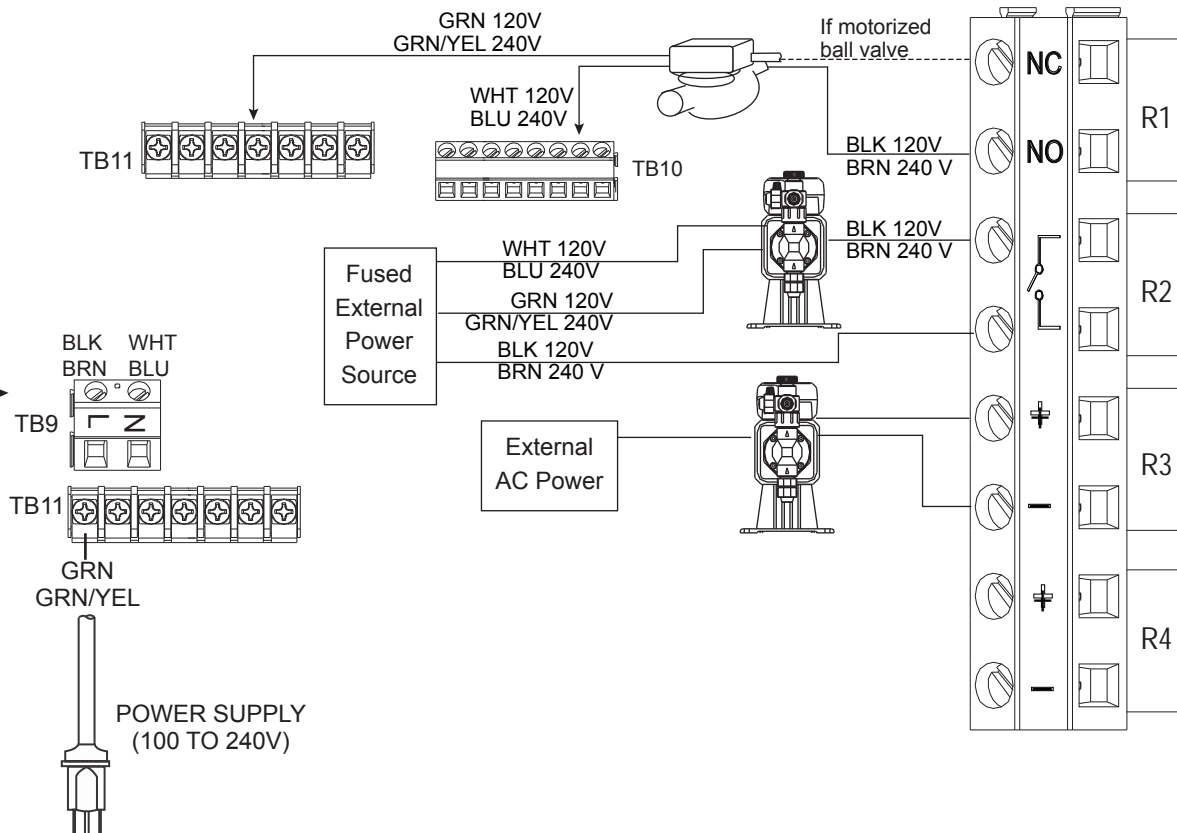 GRN 120V
GRN/YEL 240V
If motorized
ball valve
NC
R1
WHT 120V
BLU 240V
TB11
TB10
BLK 120V
BRN 240 V
NO
WHT 120V
BLU 240V
BLK 120V
BRN 240 V
R2
Fused
External
Power
Source
GRN 120V
GRN/YEL 240V
BLK 120V
BRN 240 V
BLK WHT
BRN BLU
TB9
L N
External
AC Power
+
R3
–
TB11
GRN
GRN/YEL
+
R4
–
POWER SUPPLY
(100 TO 240V)